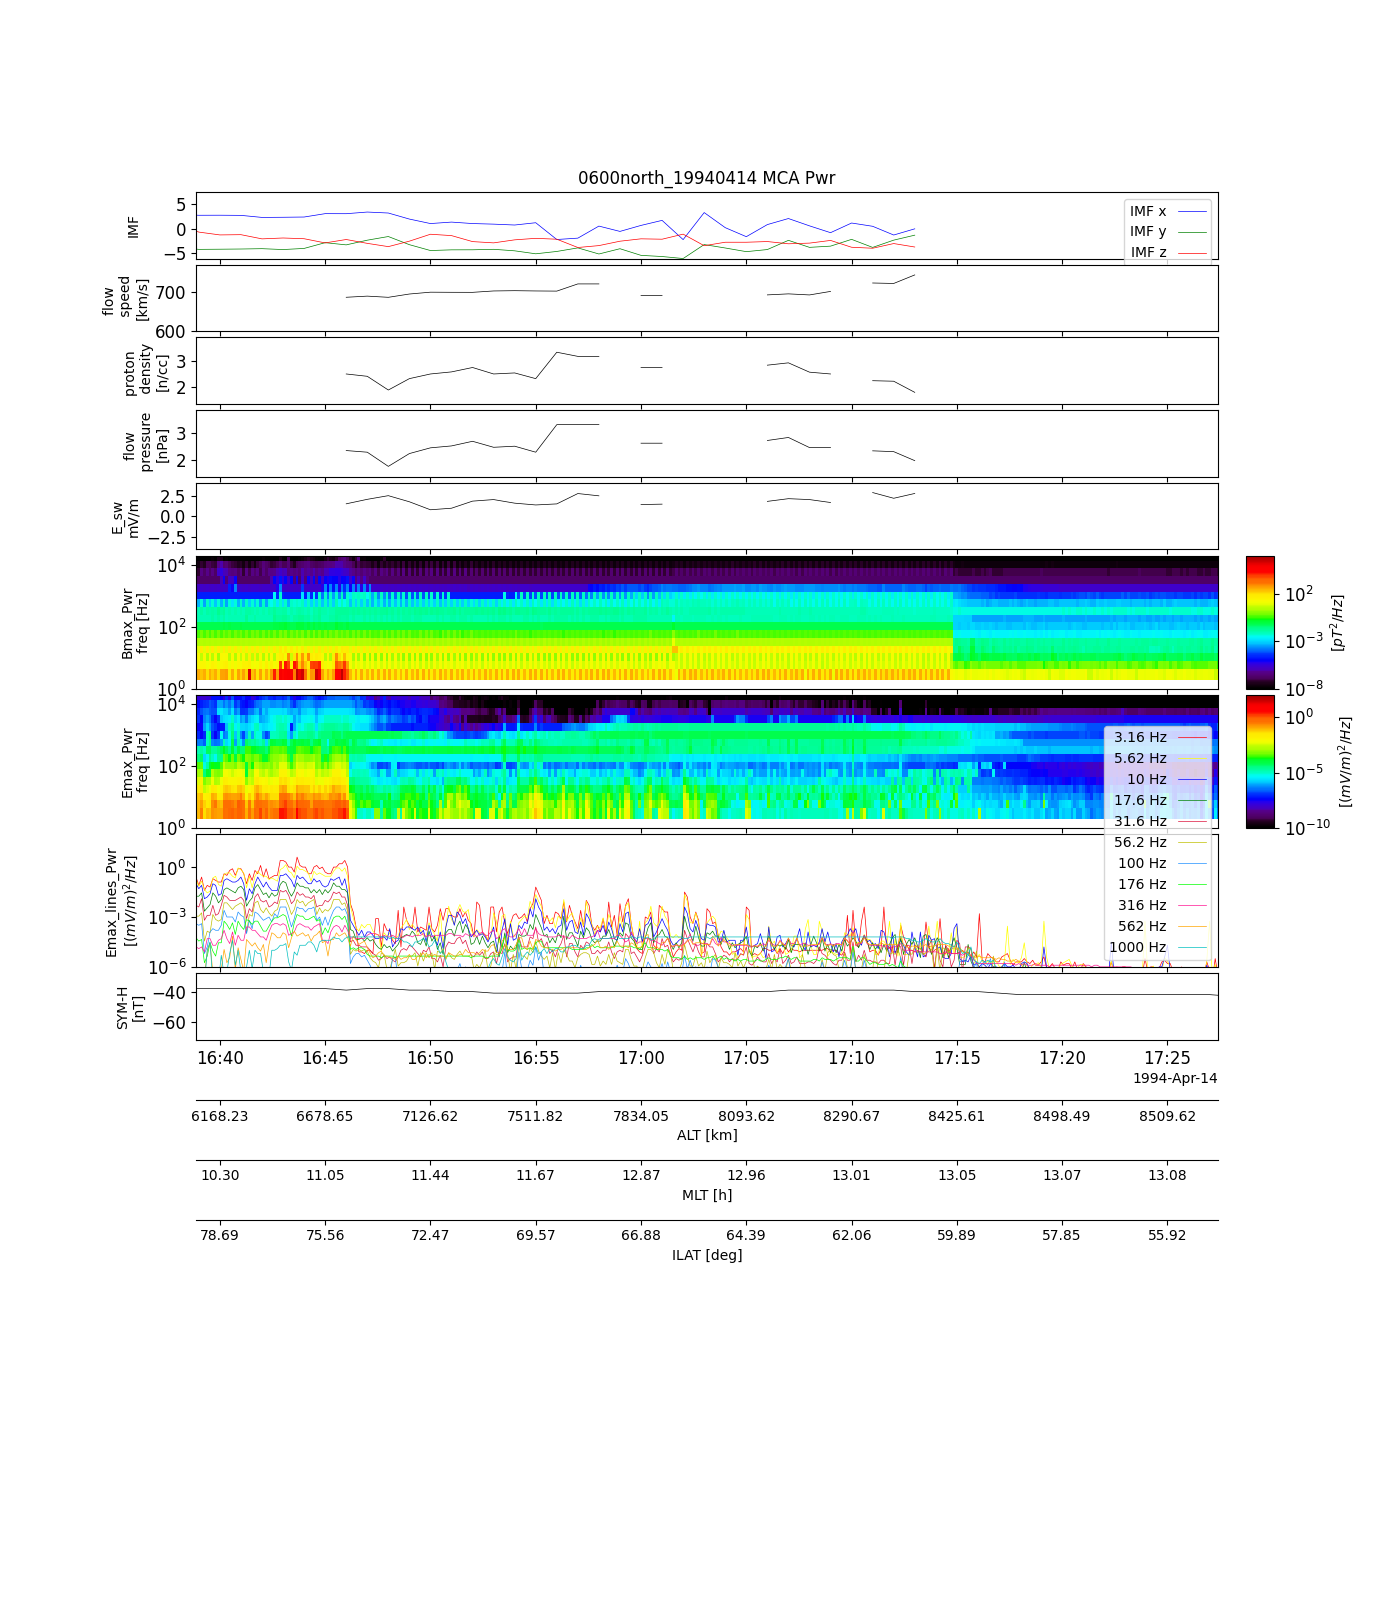 0600north_19940414 MCA Pwr
IMF
5
0
−5
IMF x
IMF y
IMF z
flow
speed
[km/s]
700
600
proton
density
[n/cc]
3
2
flow
pressure
[nPa]
3
2
E_sw
mV/m
2.5
0.0
−2.5
Bmax_Pwr
freq [Hz]
10^4
10^2
10^0
10^2
10^−3
10^−8
[pT^2/Hz]
Emax_Pwr
freq [Hz]
10^4
10^2
10^0
10^0
10^−5
10^−10
[(mV/m)^2/Hz]
3.16 Hz
5.62 Hz
10 Hz
17.6 Hz
31.6 Hz
56.2 Hz
100 Hz
176 Hz
316 Hz
562 Hz
1000 Hz
Emax_lines_Pwr
[(mV/m)^2/Hz]
10^0
10^−3
10^−6
SYM-H
[nT]
−40
−60
16:40 16:45 16:50 16:55 17:00 17:05 17:10 17:15 17:20 17:25
1994-Apr-14
6168.23 6678.65 7126.62 7511.82 7834.05 8093.62 8290.67 8425.61 8498.49 8509.62
ALT [km]
10.30 11.05 11.44 11.67 12.87 12.96 13.01 13.05 13.07 13.08
MLT [h]
78.69 75.56 72.47 69.57 66.88 64.39 62.06 59.89 57.85 55.92
ILAT [deg]